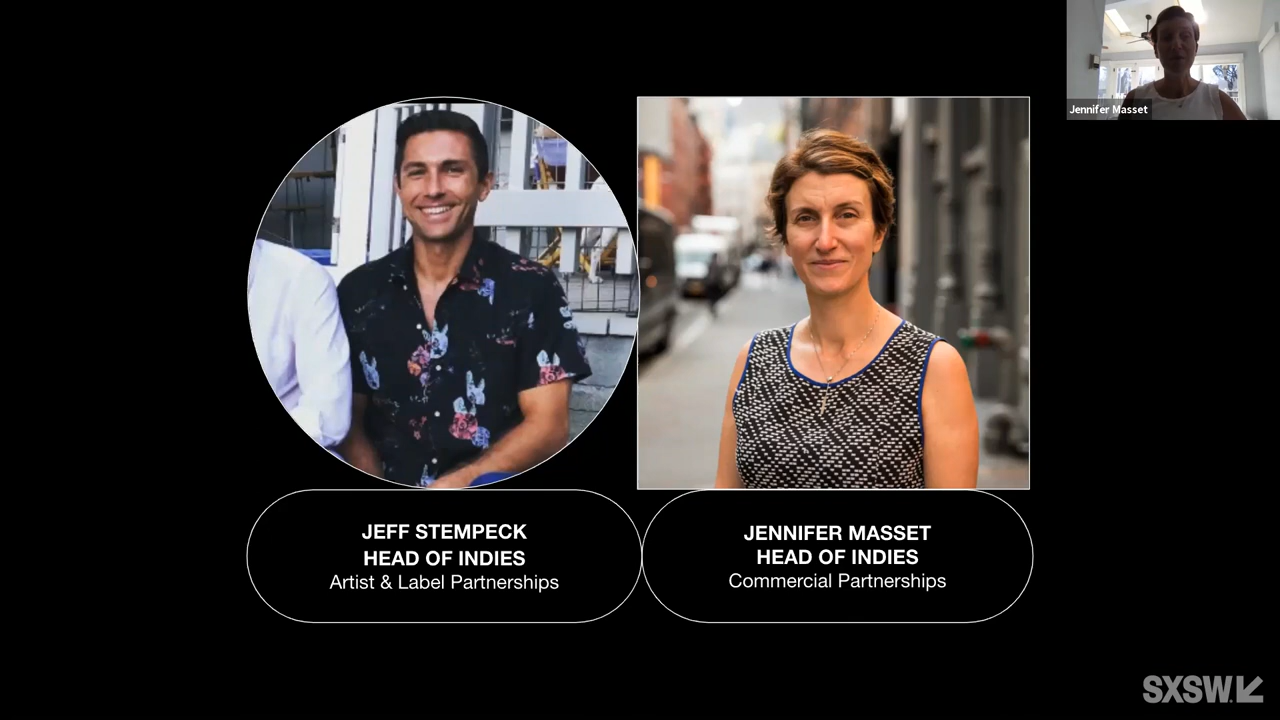 Jennifer Masset
JEFF STEMPECK
HEAD OF INDIES
Artist & Label Partnerships
JENNIFER MASSET
HEAD OF INDIES
Commercial Partnerships
SXSW